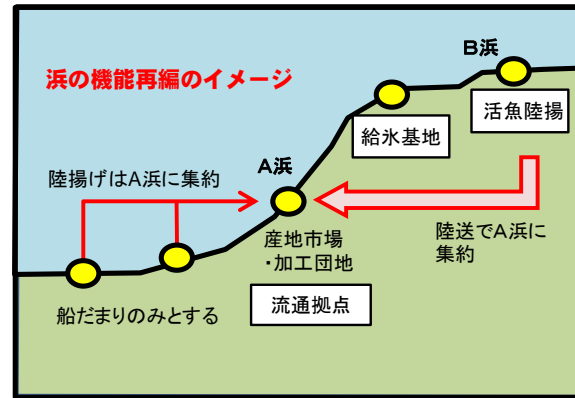 浜の機能再編のイメージ
B浜
活魚陸揚
給氷基地
A浜
陸揚げはA浜に集約
産地市場
・加工団地
流通拠点
陸送でA浜に
集約
船だまりのみとする